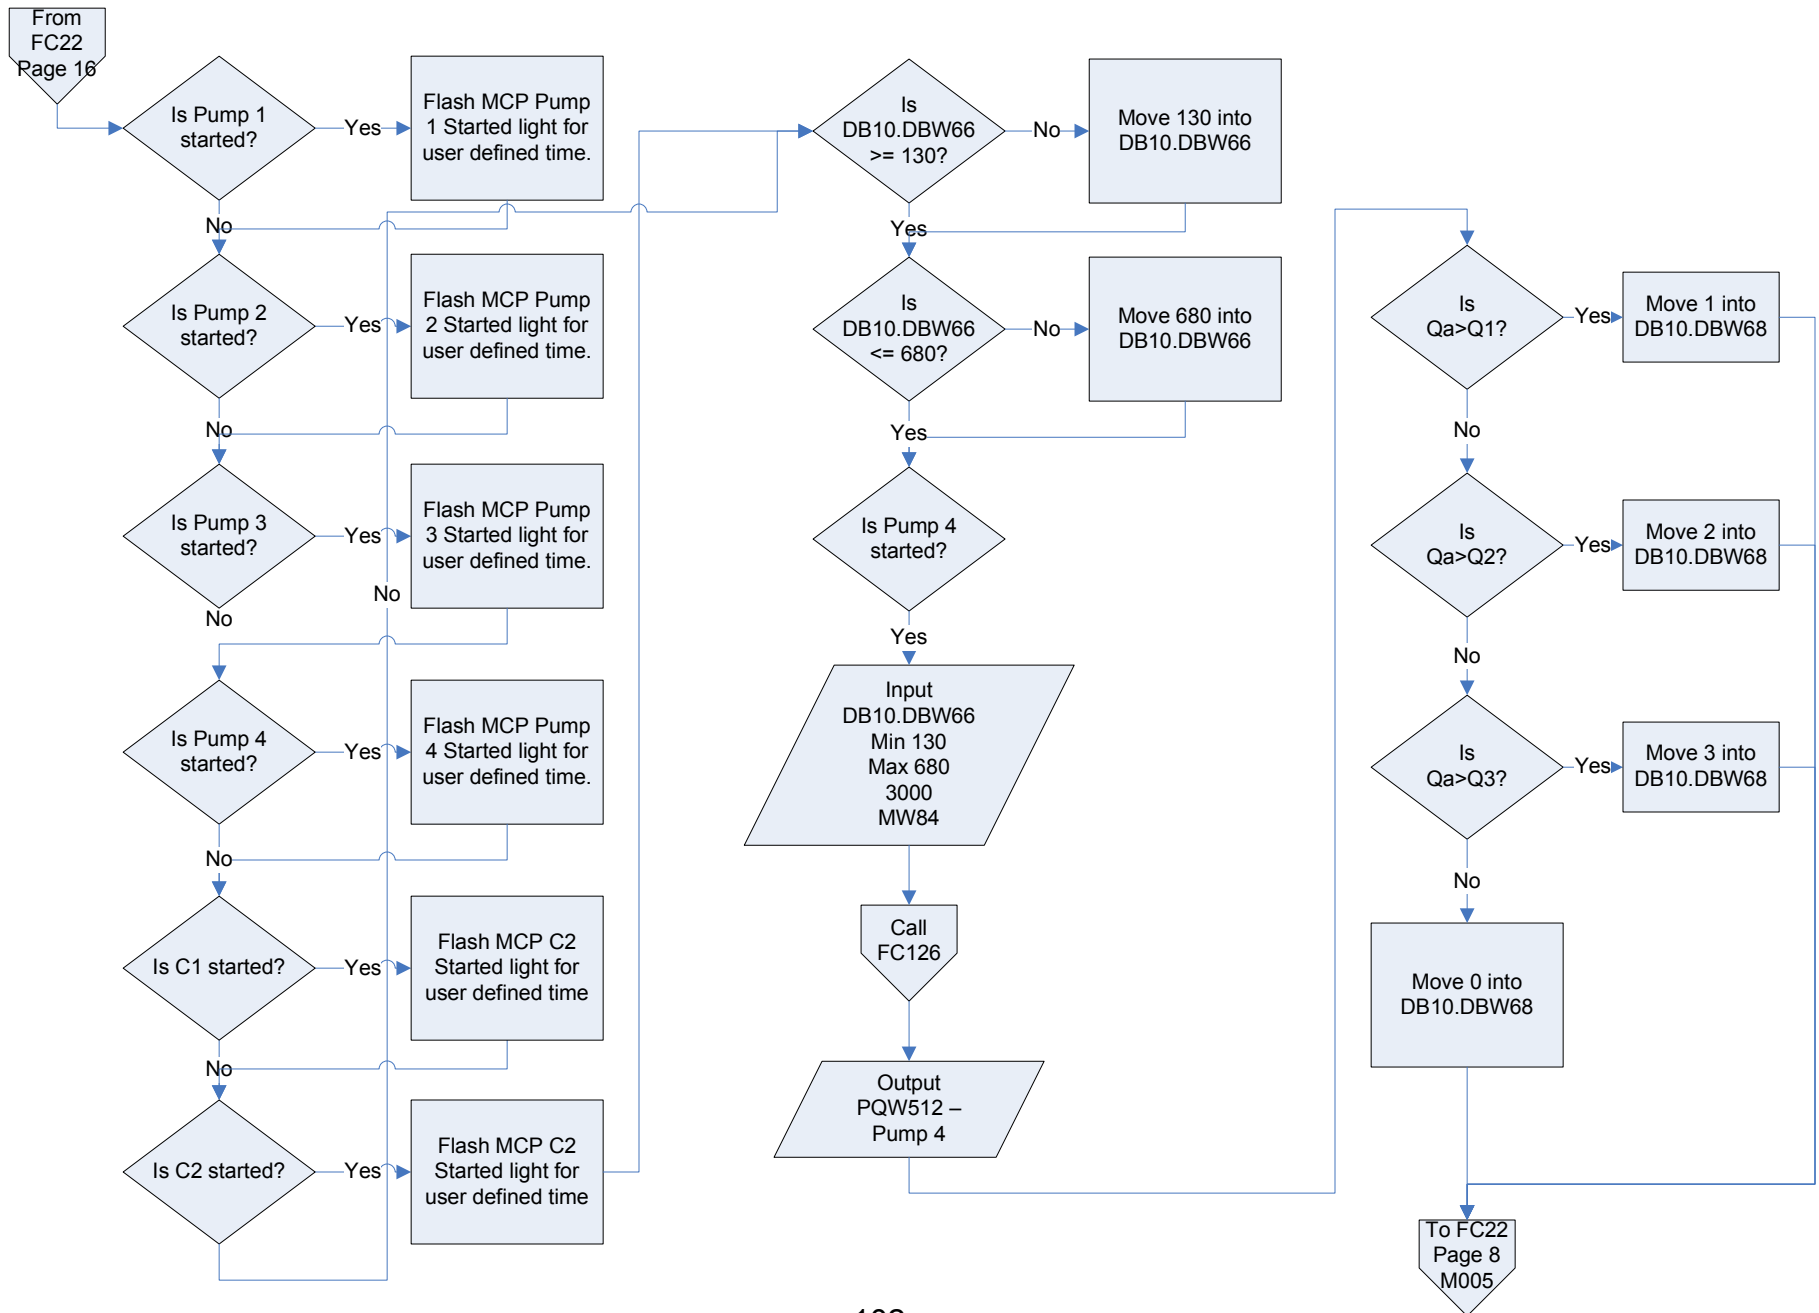 From
FC22
Page 16
Is Pump 1
started?
Yes
Flash MCP Pump
1 Started light for
user defined time.
No
Is Pump 2
started?
Yes
Flash MCP Pump
2 Started light for
user defined time.
No
Is Pump 3
started?
Yes
Flash MCP Pump
3 Started light for
user defined time.
No
No
Is Pump 4
started?
Yes
Flash MCP Pump
4 Started light for
user defined time.
No
Is C1 started?
Yes
Flash MCP C2
Started light for
user defined time
No
Is C2 started?
Yes
Flash MCP C2
Started light for
user defined time
Is
DB10.DBW66
>= 130?
No
Move 130 into
DB10.DBW66
Yes
Is
DB10.DBW66
<= 680?
No
Move 680 into
DB10.DBW66
Yes
Is Pump 4
started?
Yes
Input
DB10.DBW66
Min 130
Max 680
3000
MW84
Call
FC126
Output
PQW512 –
Pump 4
Is
Qa>Q1?
Yes
Move 1 into
DB10.DBW68
No
Is
Qa>Q2?
Yes
Move 2 into
DB10.DBW68
No
Is
Qa>Q3?
Yes
Move 3 into
DB10.DBW68
No
Move 0 into
DB10.DBW68
To FC22
Page 8
M005